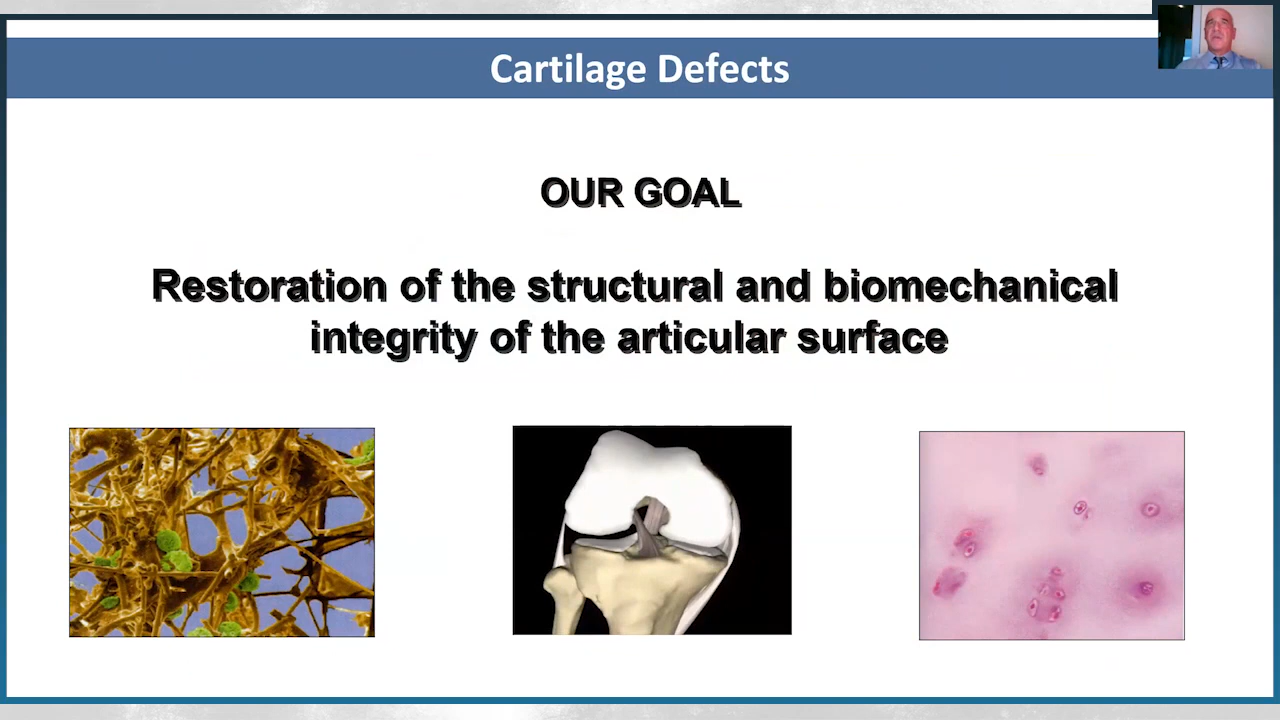 Cartilage Defects
OUR GOAL
Restoration of the structural and biomechanical
integrity of the articular surface